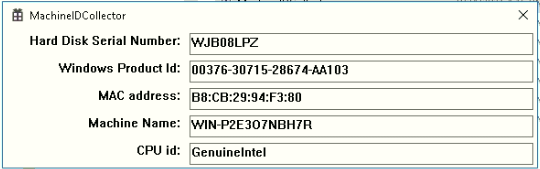 MachineIDCollector
Hard Disk Serial Number: WJB08LPZ
Windows Product Id: 00376-30715-28674-AA103
MAC address: B8:CB:29:94:F3:80
Machine Name: WIN-P2E3O7NBH7R
CPU id: GenuineIntel